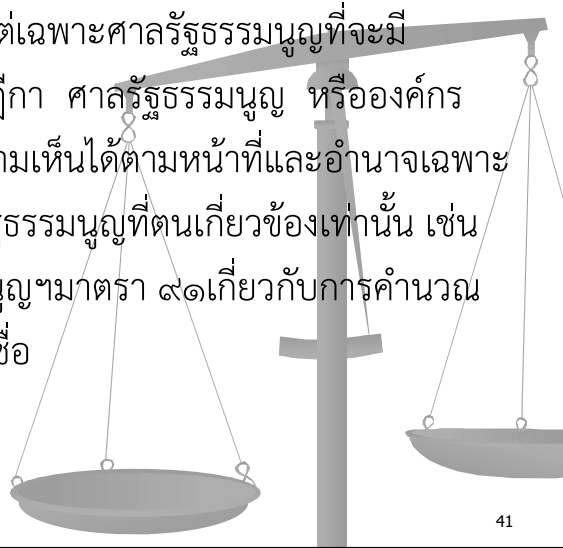 ต่เฉพาะศาลรัฐธรรมนูญที่จะมี
ฎีกา ศาลรัฐธรรมนูญ หรือองค์กร
ามเห็นได้ตามหน้าที่และอำนาจเฉพาะ
ฐธรรมนูญที่ตนเกี่ยวข้องเท่านั้น เช่น
นูญฯมาตรา ๙๑เกี่ยวกับการคำนวณ
ชื่อ
41